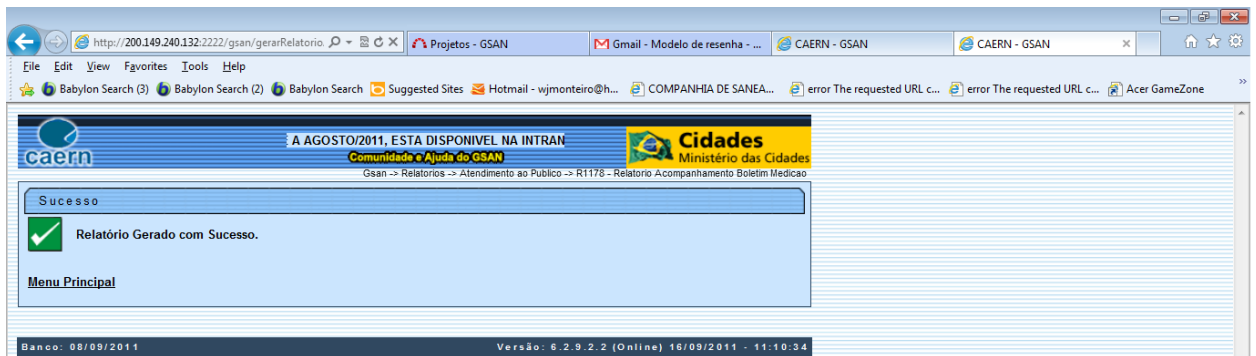 http://200.149.240.132:2222/gsan/gerarRelatorio.
Projetos - GSAN
Gmail - Modelo de resenha - ...
CAERN - GSAN
CAERN - GSAN
File Edit View Favorites Tools Help
Babylon Search (3) Babylon Search (2) Babylon Search Suggested Sites Hotmail - wjmonteiro@h... COMPANHIA DE SANEA... error The requested URL c... error The requested URL c... Acer GameZone
caern
A AGOSTO/2011, ESTA DISPONIVEL NA INTRAN
Comunidade e Ajuda do GSAN
Cidades
Ministério das Cidades
Gsan -> Relatorios -> Atendimento ao Publico -> R1178 - Relatorio Acompanhamento Boletim Medicao
Sucesso
Relatório Gerado com Sucesso.
Menu Principal
Banco: 08/09/2011 Versão: 6.2.9.2.2 (Online) 16/09/2011 - 11:10:34